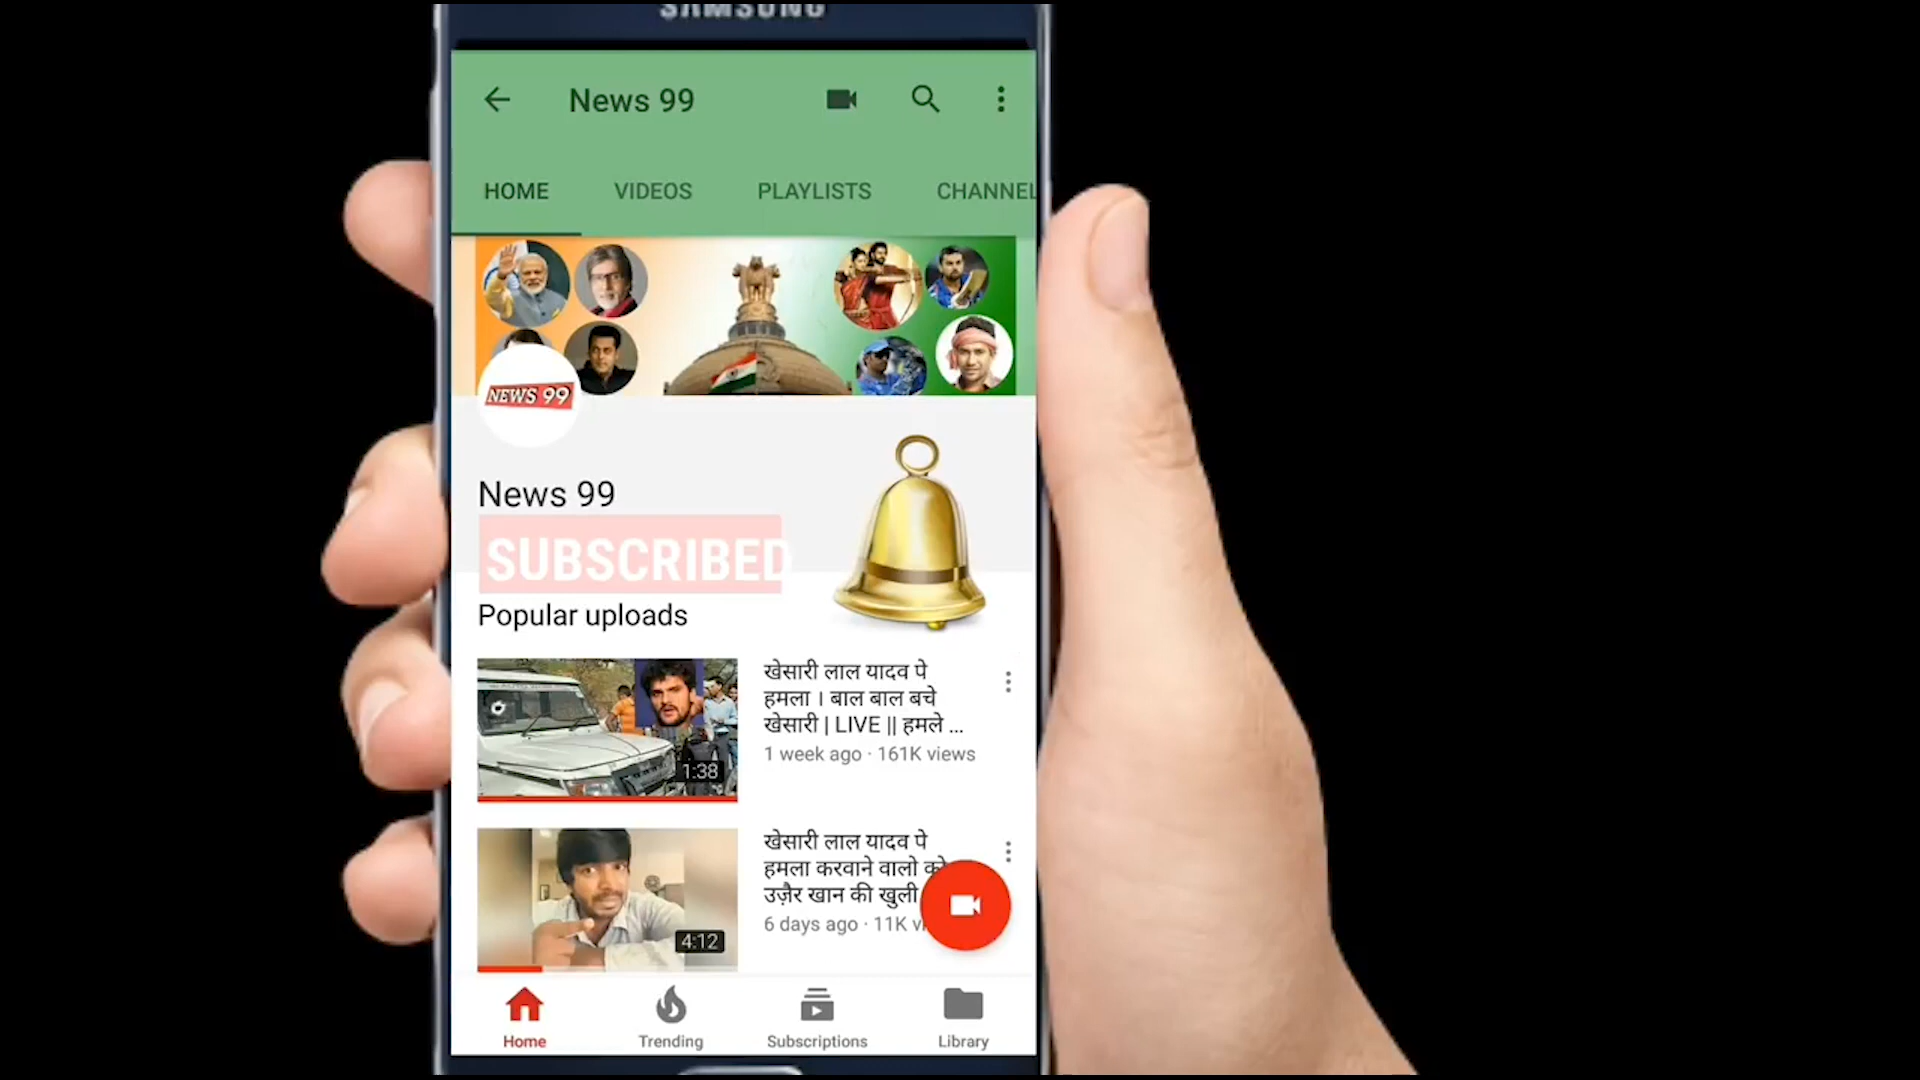 SAMSUNG
News 99
HOME VIDEOS PLAYLISTS CHANNEL
NEWS 99
News 99
SUBSCRIBED
Popular uploads
खेसारी लाल यादव पे
हमला । बाल बाल बचे
खेसारी | LIVE || हमले ...
1 week ago · 161K views
1:38
खेसारी लाल यादव पे
हमला करवाने वालो को
उज़ैर खान की खुली
6 days ago · 11K
4:12
Home Trending Subscriptions Library